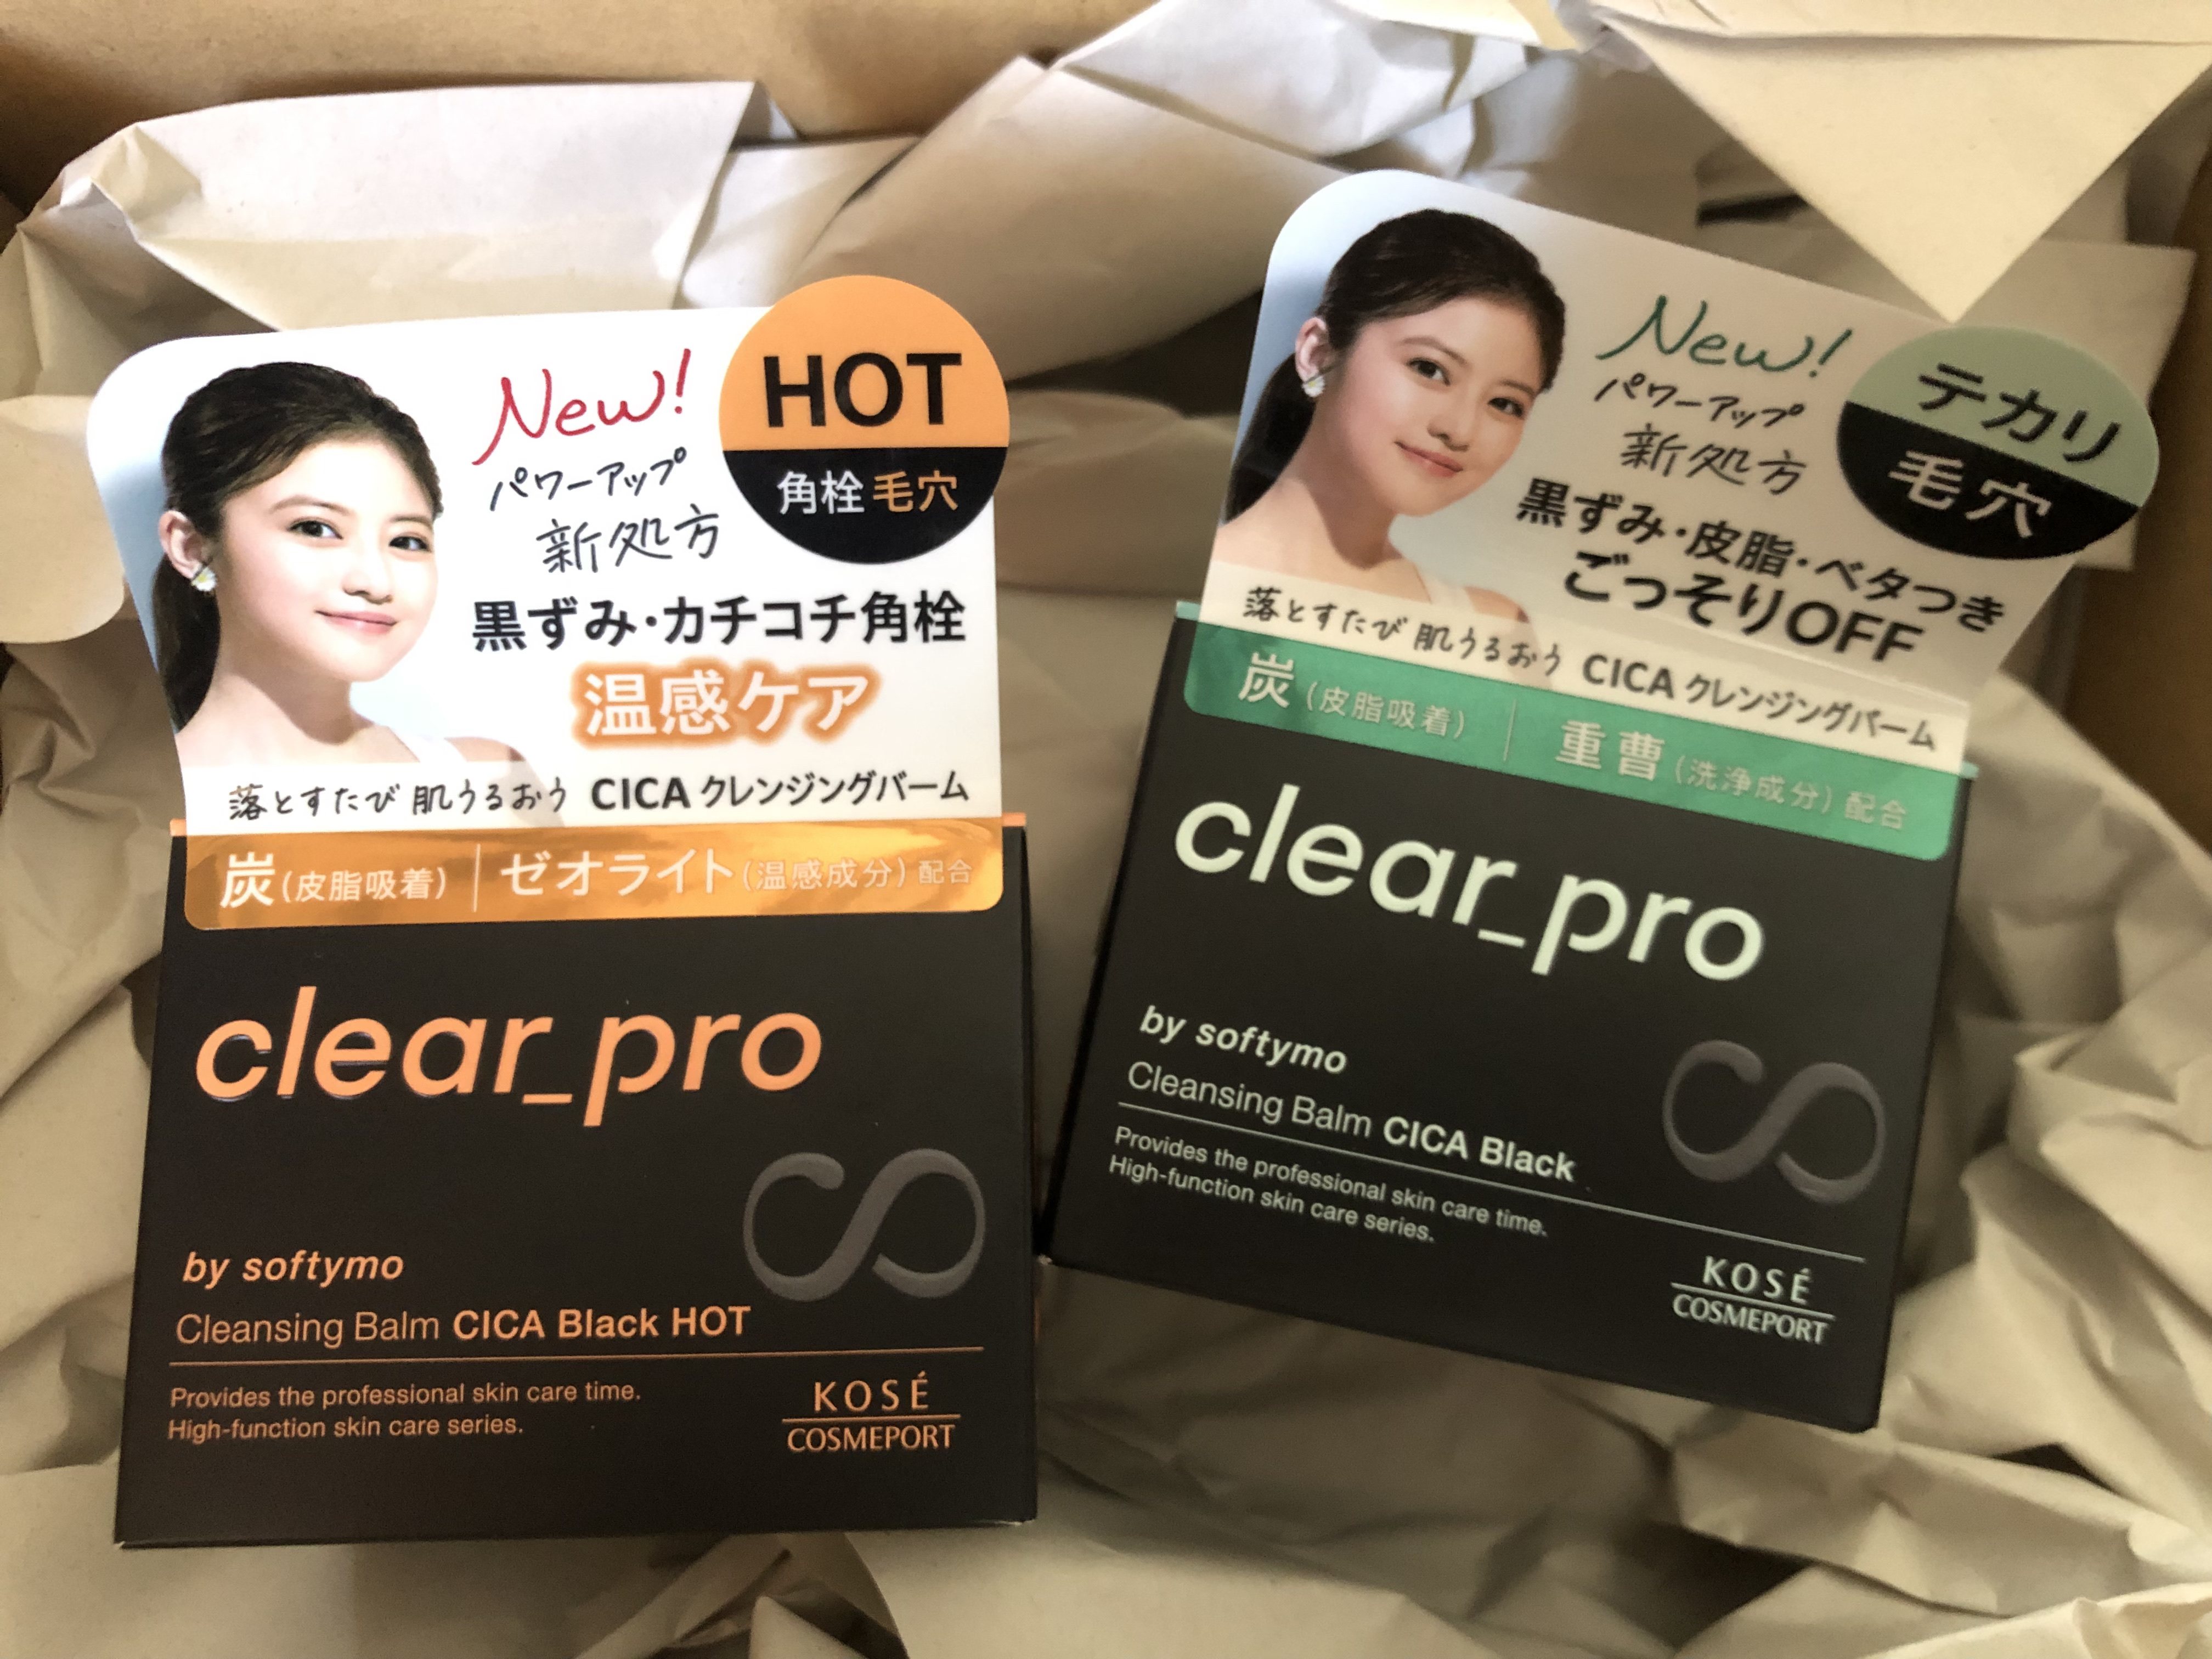 New!
パワーアップ
新処方
HOT
角栓毛穴
黒ずみ・カチコチ角栓
温感ケア
落とすたび 肌うるおう CICA クレンジングバーム
炭(皮脂吸着) ゼオライト(温感成分)配合
clear_pro
by softymo
Cleansing Balm CICA Black HOT
Provides the professional skin care time.
High-function skin care series.
KOSÉ
COSMEPORT
New!
パワーアップ
新処方
テカリ
毛穴
黒ずみ・皮脂・ベタつき
ごっそりOFF
落とすたび 肌うるおう CICA クレンジングバーム
炭(皮脂吸着) 重曹(洗浄成分)配合
clear_pro
by softymo
Cleansing Balm CICA Black
Provides the professional skin care time.
High-function skin care series.
KOSÉ
COSMEPORT